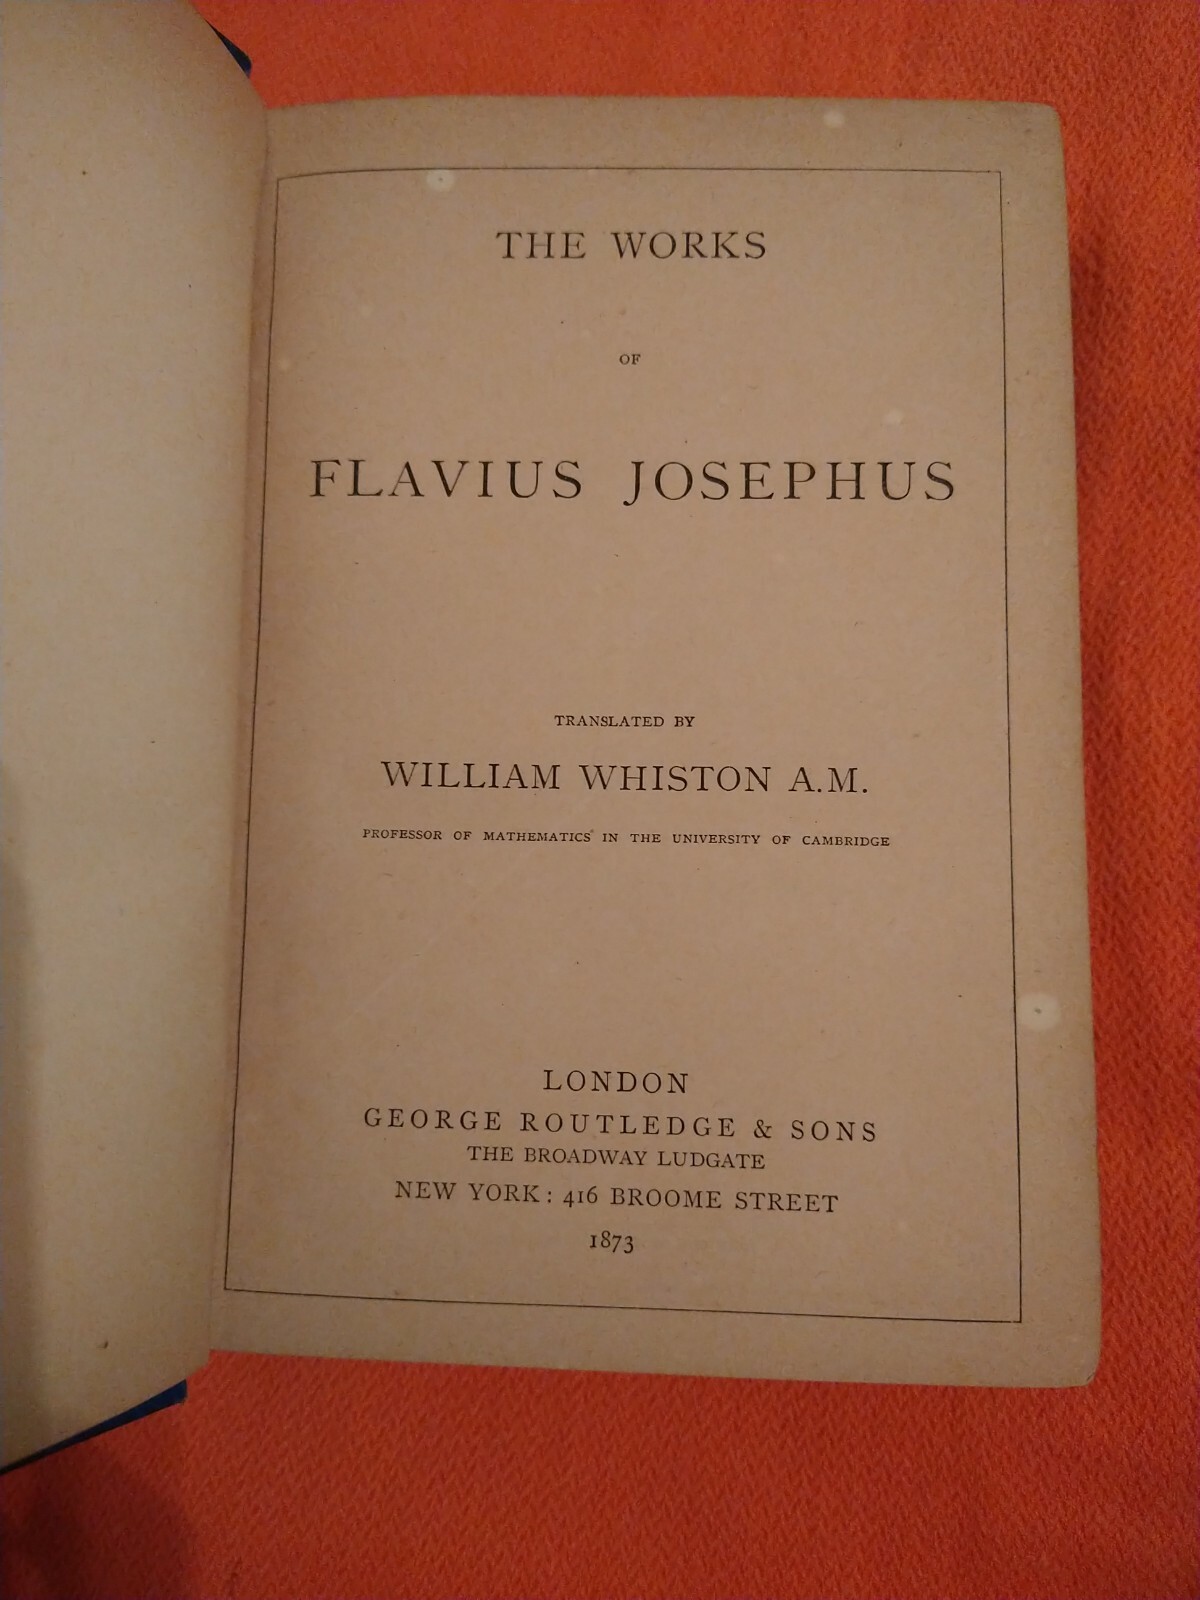 THE WORKS
OF
FLAVIUS JOSEPHUS
TRANSLATED BY
WILLIAM WHISTON A.M.
PROFESSOR OF MATHEMATICS IN THE UNIVERSITY OF CAMBRIDGE
LONDON
GEORGE ROUTLEDGE & SONS
THE BROADWAY LUDGATE
NEW YORK: 416 BROOME STREET
1873